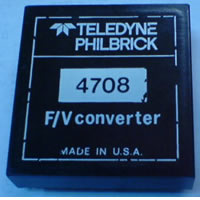 TELEDYNE
PHILBRICK
4708
F/V converter
MADE IN U.S.A.